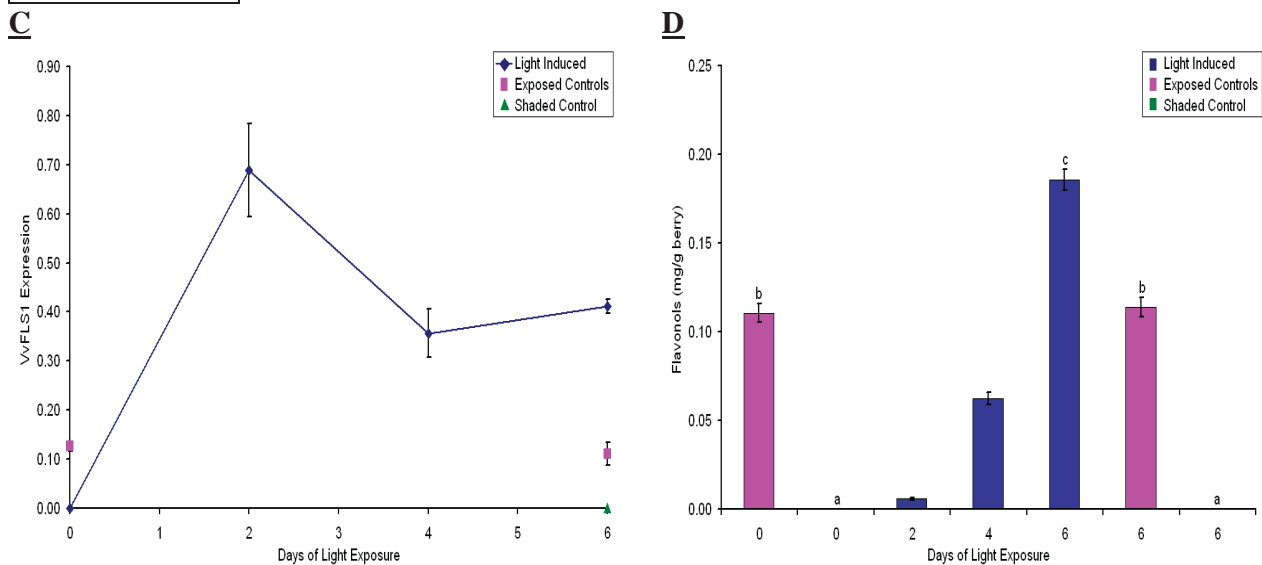 C
D
0.90
0.80
0.70
0.60
0.50
0.40
0.30
0.20
0.10
0.00
VvFLS1 Expression
Light Induced
Exposed Controls
Shaded Control
0 1 2 3 4 5 6
Days of Light Exposure
0.25
0.20
0.15
0.10
0.05
0.00
Flavonols (mg/g berry)
Light Induced
Exposed Controls
Shaded Control
b
a
c
b
a
0 0 2 4 6 6 6
Days of Light Exposure